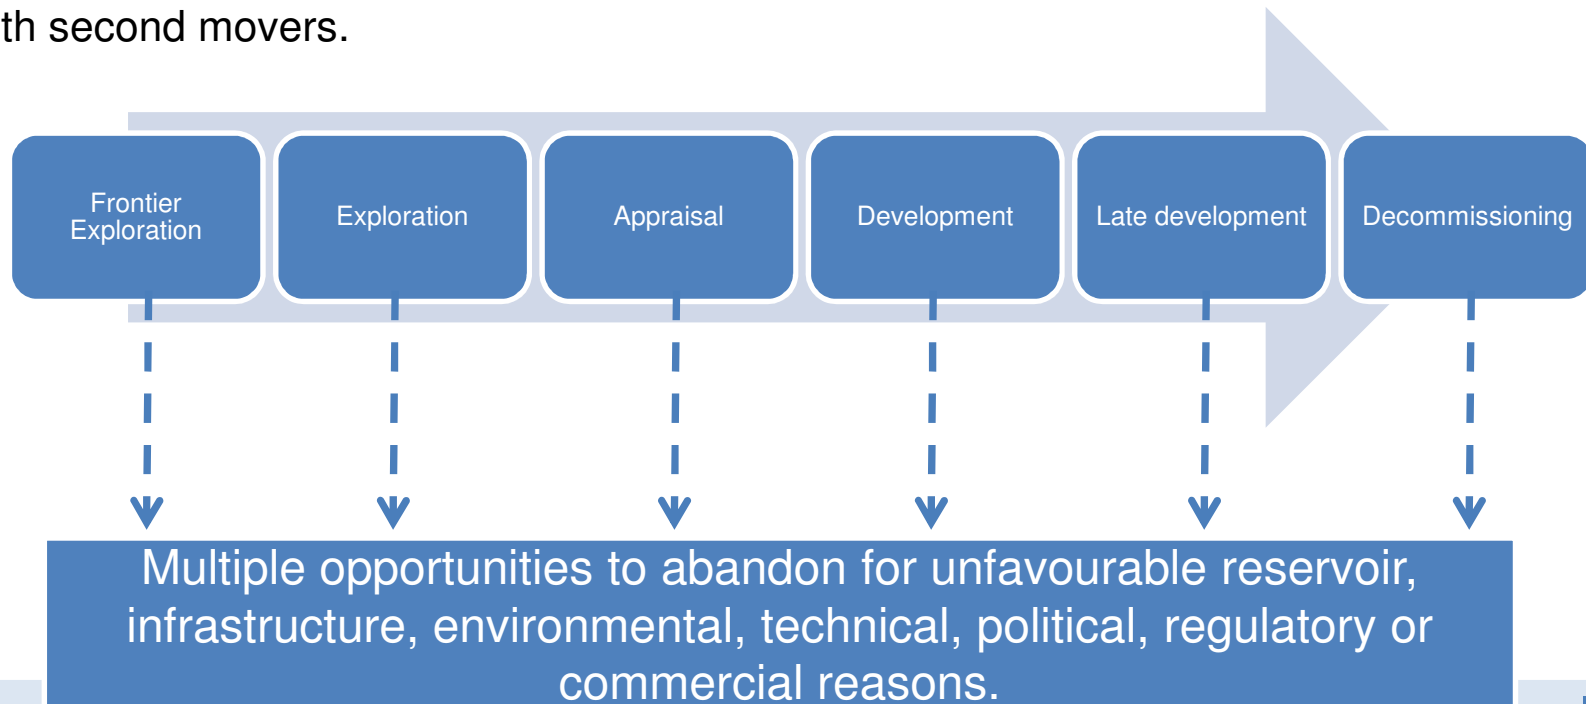 th second movers.
Frontier
Exploration
Exploration
Appraisal
Development
Late development
Decommissioning
Multiple opportunities to abandon for unfavourable reservoir,
infrastructure, environmental, technical, political, regulatory or
commercial reasons.